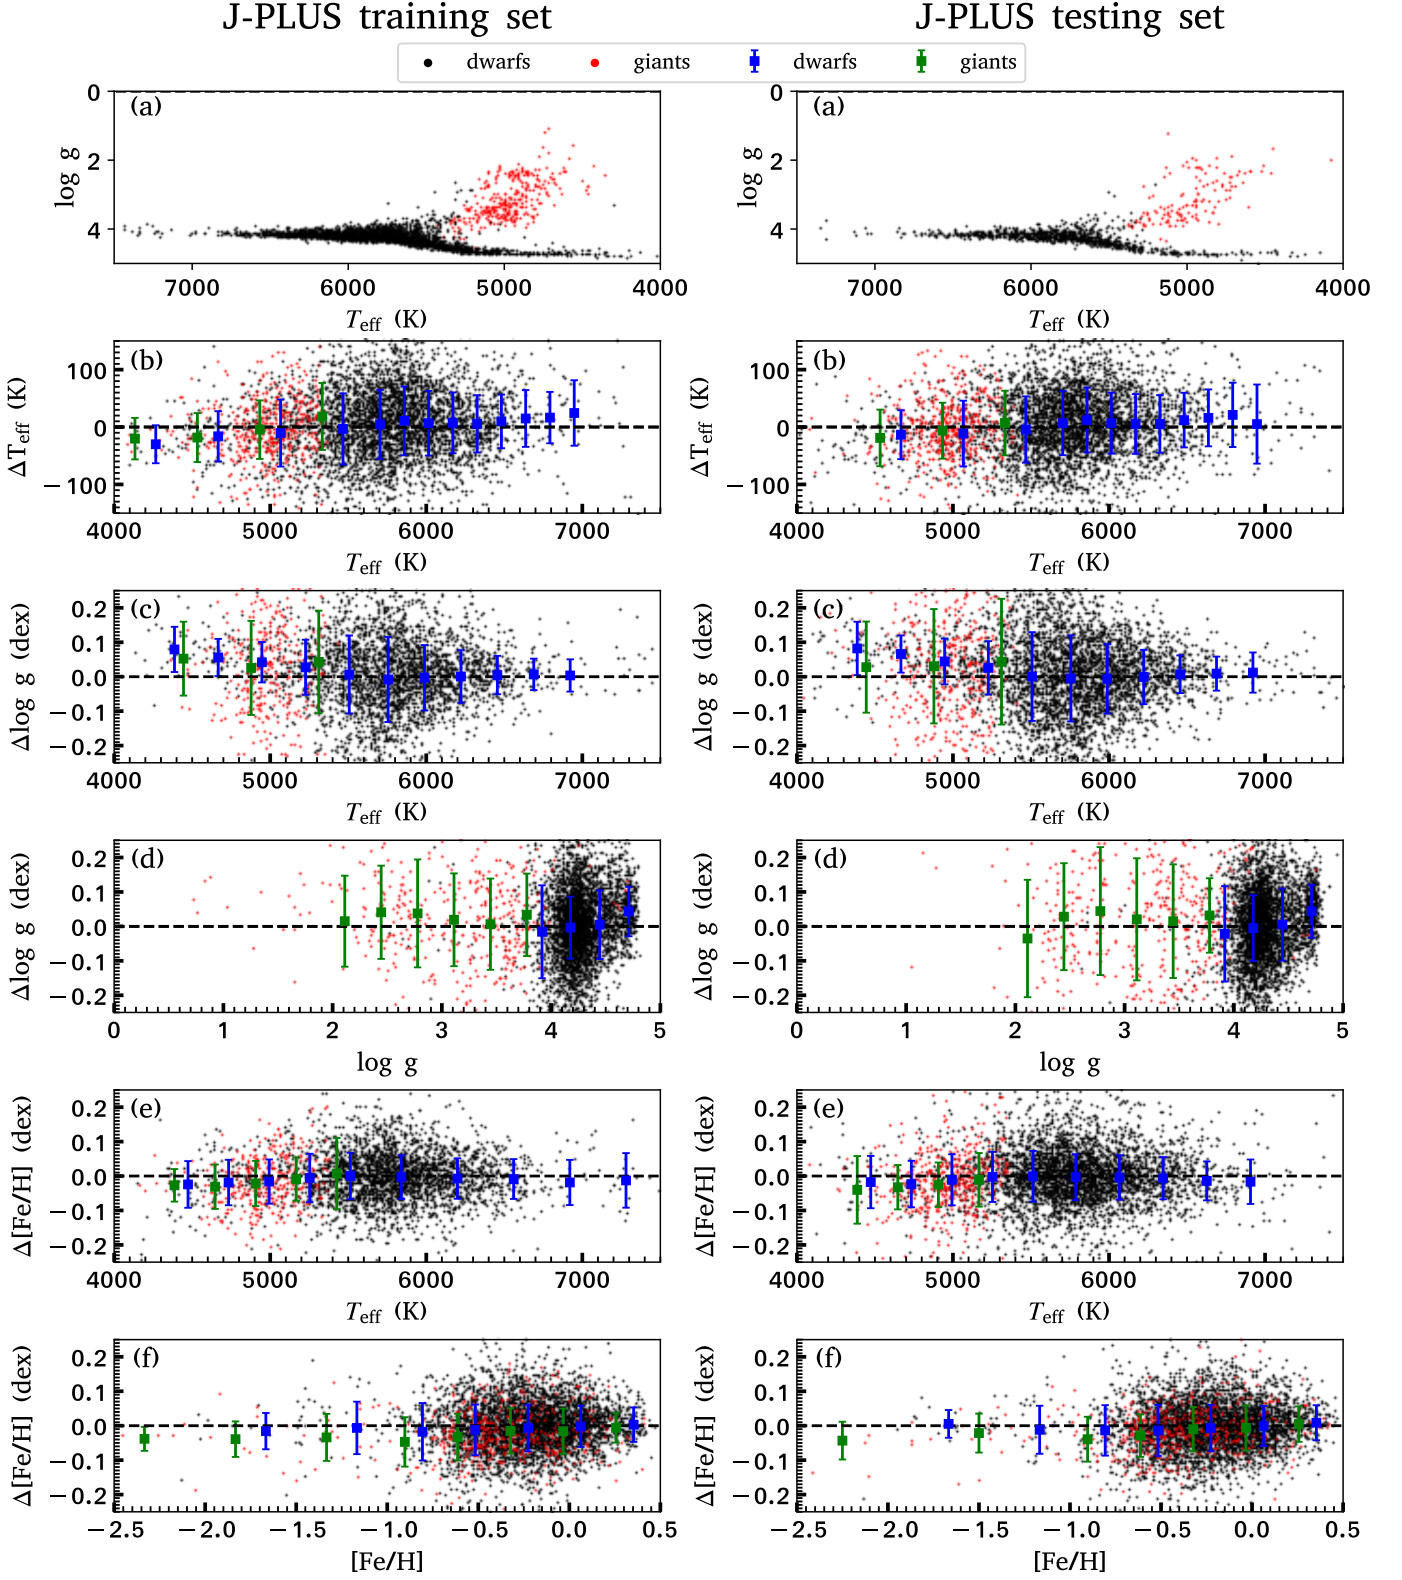 J-PLUS training set J-PLUS testing set
dwarfs giants dwarfs giants
(a) (a)
0 2 4 log g 0 2 4 log g
7000 6000 5000 4000 7000 6000 5000 4000
Teff (K) Teff (K)
(b) (b)
100 0 −100 ΔTeff (K) 100 0 −100 ΔTeff (K)
4000 5000 6000 7000 4000 5000 6000 7000
Teff (K) Teff (K)
(c) (c)
0.2 0.1 0.0 −0.1 −0.2 Δlog g (dex) 0.2 0.1 0.0 −0.1 −0.2 Δlog g (dex)
4000 5000 6000 7000 4000 5000 6000 7000
Teff (K) Teff (K)
(d) (d)
0.2 0.1 0.0 −0.1 −0.2 Δlog g (dex) 0.2 0.1 0.0 −0.1 −0.2 Δlog g (dex)
0 1 2 3 4 5 0 1 2 3 4 5
log g log g
(e) (e)
0.2 0.1 0.0 −0.1 −0.2 Δ[Fe/H] (dex) 0.2 0.1 0.0 −0.1 −0.2 Δ[Fe/H] (dex)
4000 5000 6000 7000 4000 5000 6000 7000
Teff (K) Teff (K)
(f) (f)
0.2 0.1 0.0 −0.1 −0.2 Δ[Fe/H] (dex) 0.2 0.1 0.0 −0.1 −0.2 Δ[Fe/H] (dex)
−2.5 −2.0 −1.5 −1.0 −0.5 0.0 0.5 −2.5 −2.0 −1.5 −1.0 −0.5 0.0 0.5
[Fe/H] [Fe/H]